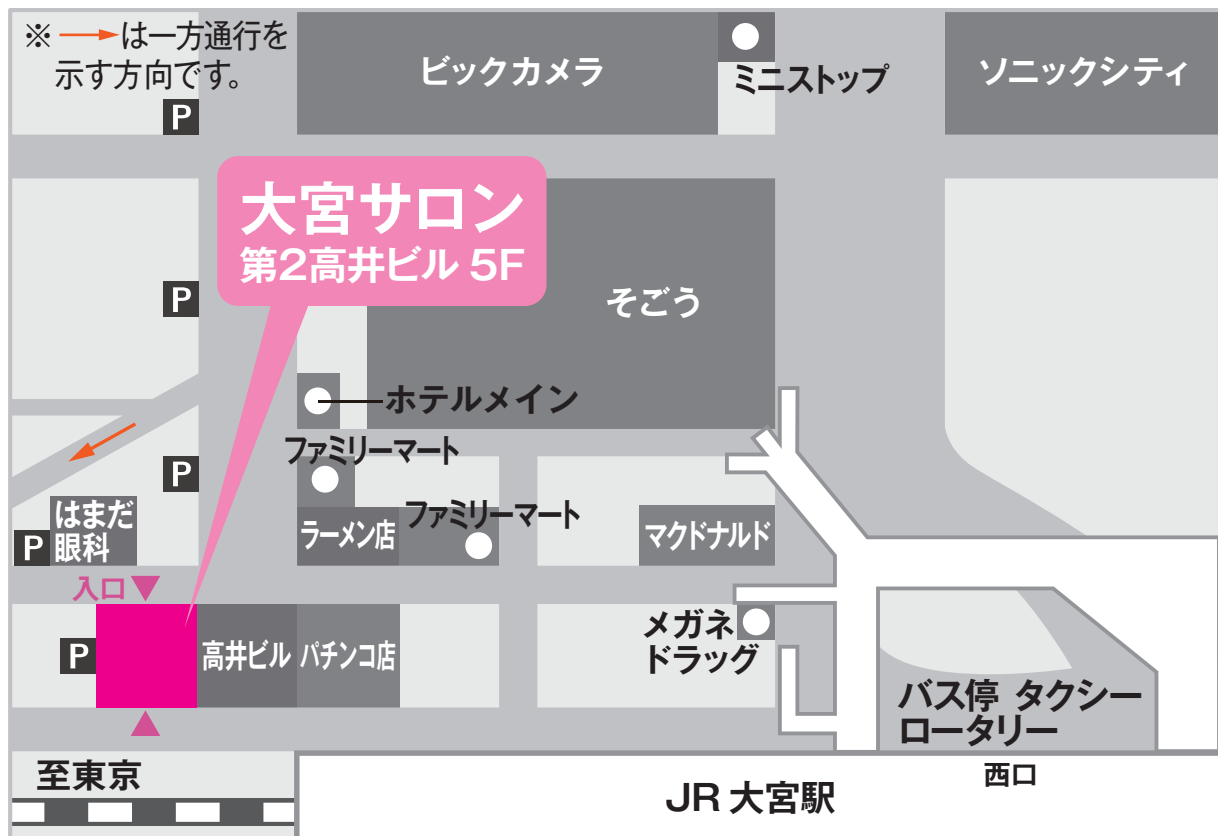 ※ → は一方通行を
示す方向です。
ビックカメラ
ミニストップ
ソニックシティ
P
大宮サロン
第2高井ビル 5F
P
そごう
ホテルメイン
ファミリーマート
P
はまだ
眼科
P
ラーメン店
ファミリーマート
マクドナルド
入口
P
高井ビル
パチンコ店
メガネ
ドラッグ
バス停 タクシー
ロータリー
至東京
西口
JR 大宮駅